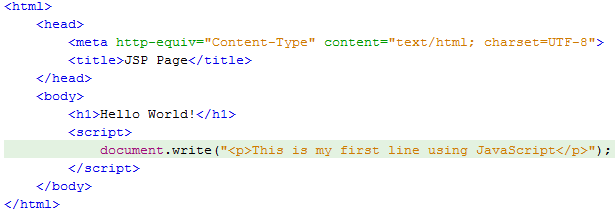 <html>
<head>
<meta http-equiv="Content-Type" content="text/html; charset=UTF-8">
<title>JSP Page</title>
</head>
<body>
<h1>Hello World!</h1>
<script>
document.write("<p>This is my first line using JavaScript</p>");
</script>
</body>
</html>